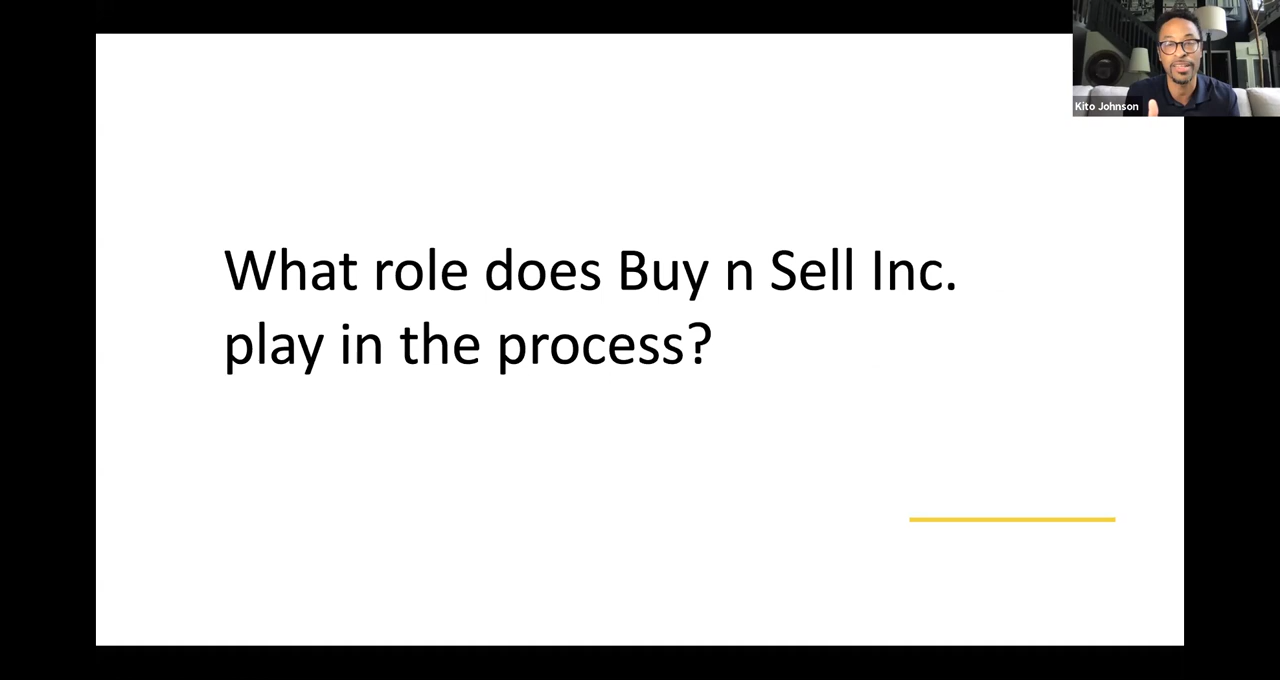 Kito Johnson
What role does Buy n Sell Inc.
play in the process?